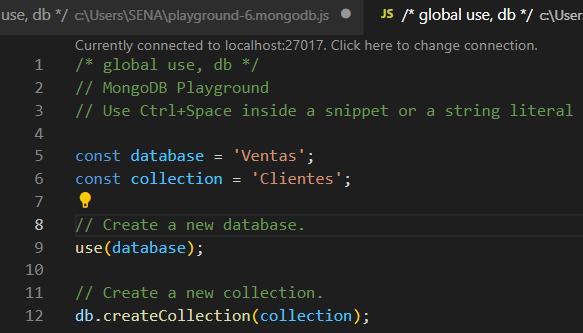 use, db */ c:\Users\SENA\playground-6.mongodb.js JS /* global use, db */ c:\User
Currently connected to localhost:27017. Click here to change connection.
1 /* global use, db */
2 // MongoDB Playground
3 // Use Ctrl+Space inside a snippet or a string literal
4
5 const database = 'Ventas';
6 const collection = 'Clientes';
7
8 // Create a new database.
9 use(database);
10
11 // Create a new collection.
12 db.createCollection(collection);